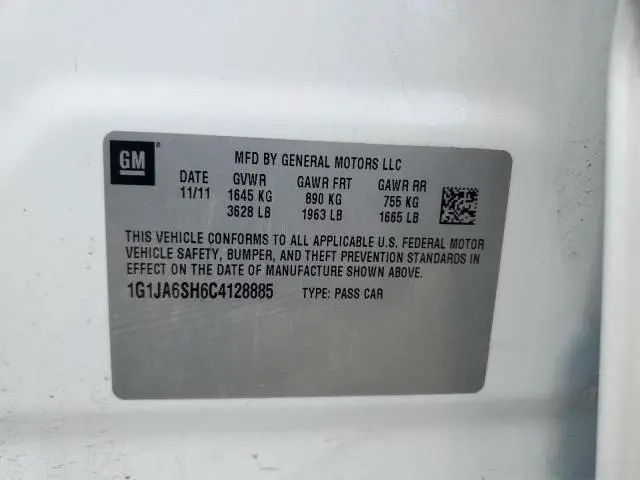 GM
MFD BY GENERAL MOTORS LLC
DATE GVWR GAWR FRT GAWR RR
11/11 1645 KG 890 KG 755 KG
3628 LB 1963 LB 1665 LB
THIS VEHICLE CONFORMS TO ALL APPLICABLE U.S. FEDERAL MOTOR
VEHICLE SAFETY, BUMPER, AND THEFT PREVENTION STANDARDS IN
EFFECT ON THE DATE OF MANUFACTURE SHOWN ABOVE.
1G1JA6SH6C4128885 TYPE: PASS CAR